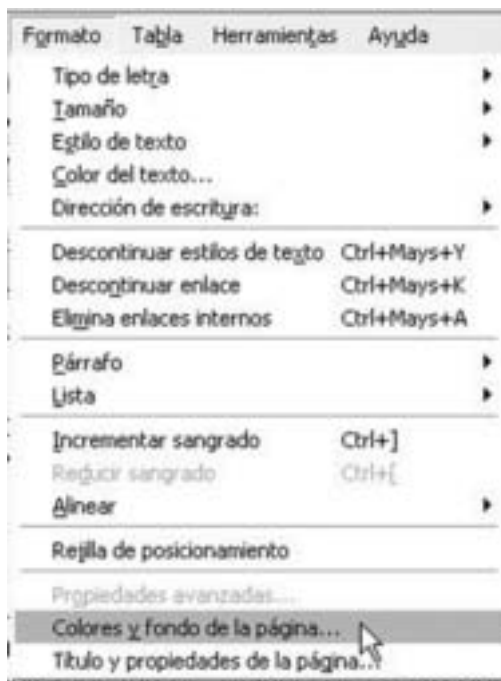 Formato Tabla Herramientas Ayuda
Tipo de letra
Tamaño
Estilo de texto
Color del texto...
Dirección de escritura:
Descontinuar estilos de texto Ctrl+Mays+Y
Descontinuar enlace Ctrl+Mays+K
Elimina enlaces internos Ctrl+Mays+A
Párrafo
Lista
Incrementar sangrado Ctrl+]
Reducir sangrado Ctrl+[
Alinear
Rejilla de posicionamiento
Propiedades avanzadas...
Colores y fondo de la página...
Título y propiedades de la página...